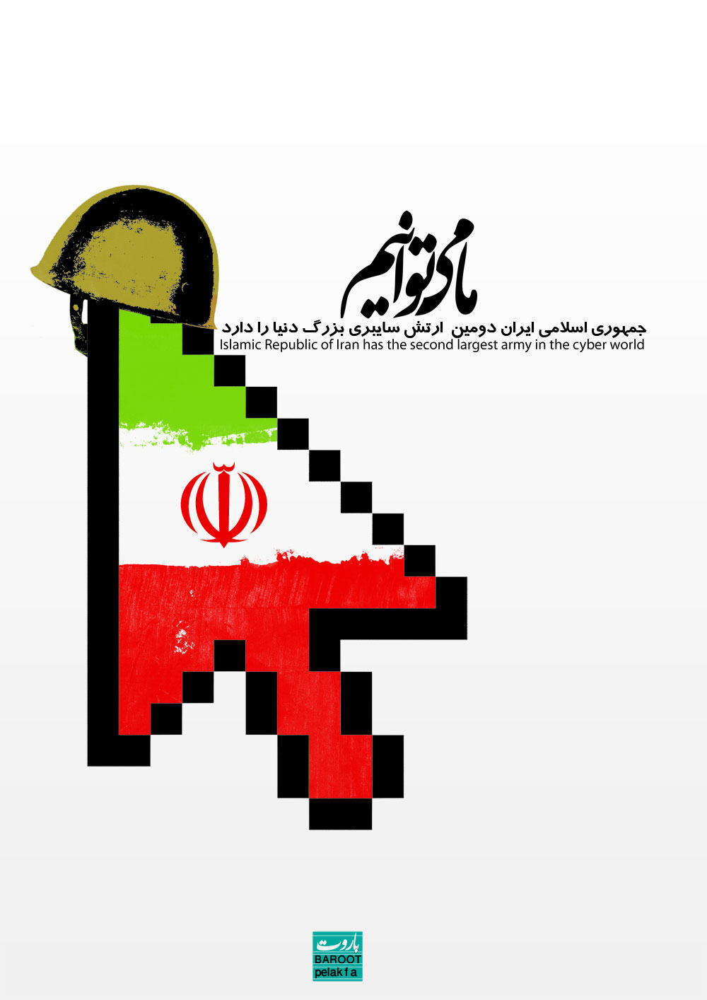 ما می توانیم
جمهوری اسلامی ایران دومین ارتش سایبری بزرگ دنیا را دارد
Islamic Republic of Iran has the second largest army in the cyber world
باروت
BAROOT
pelak f a